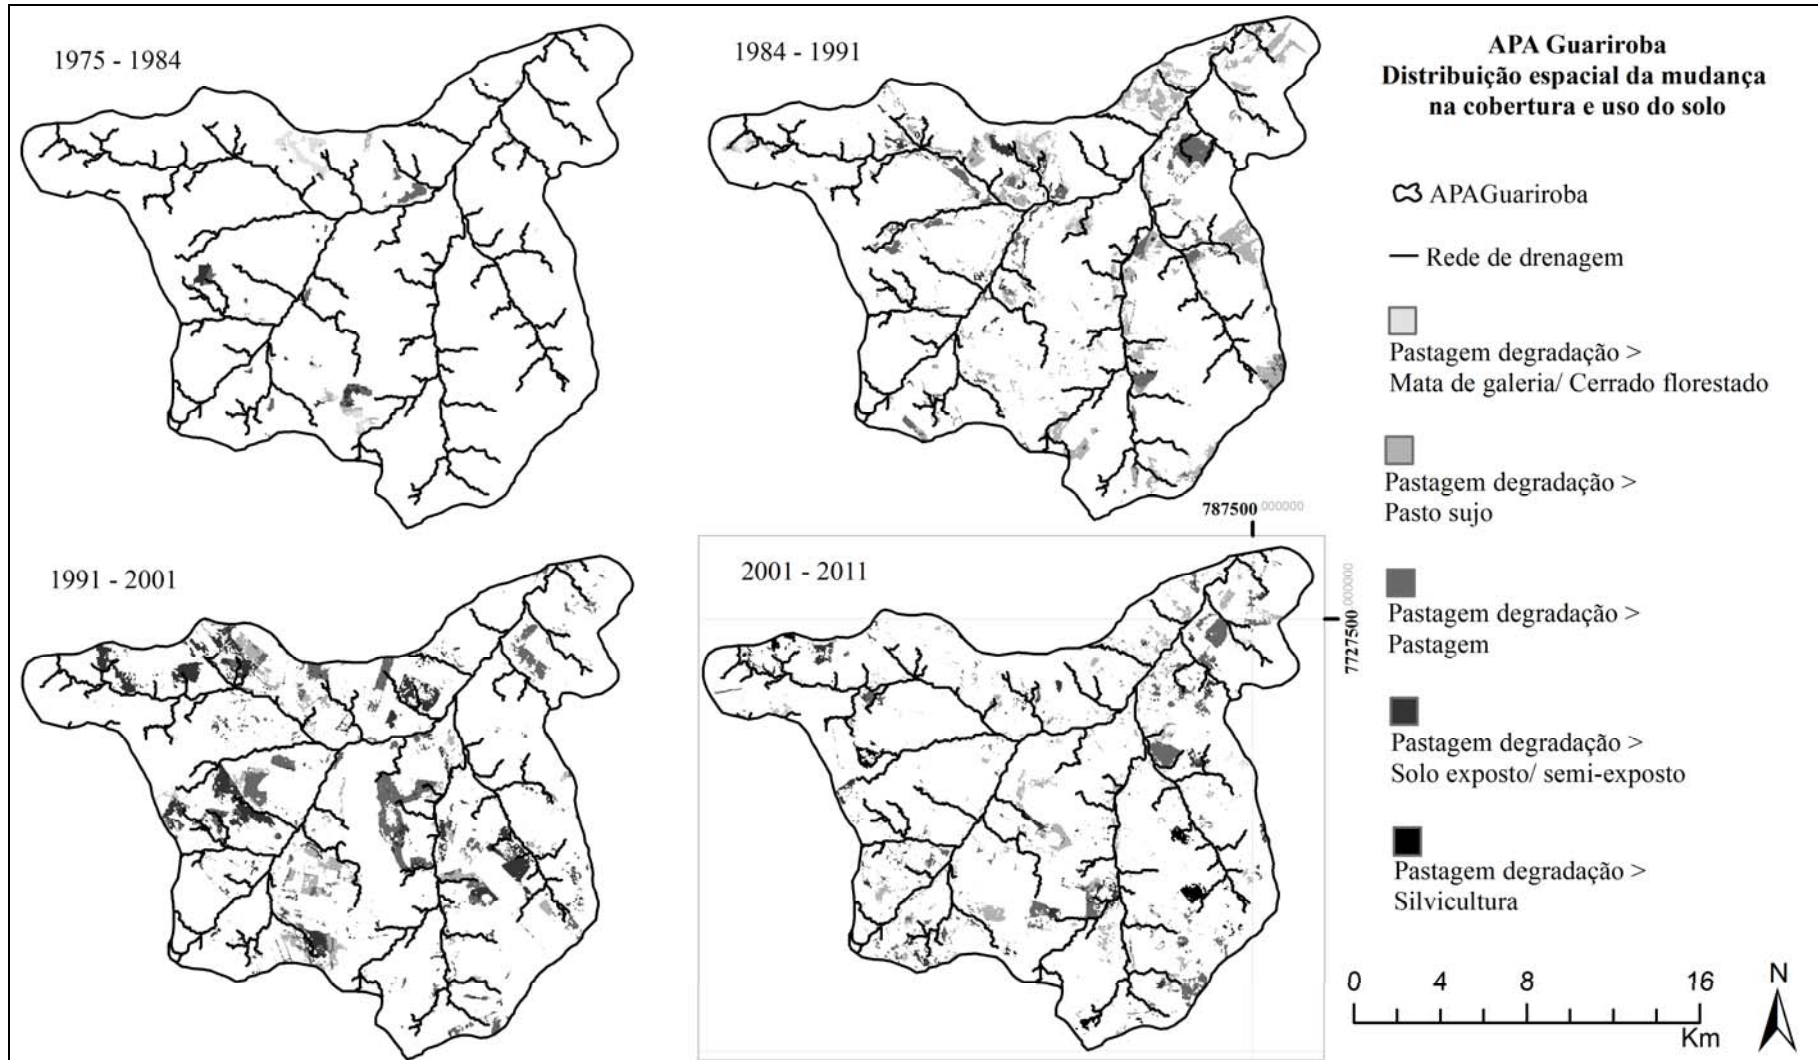 1975 - 1984
1984 - 1991
1991 - 2001
2001 - 2011
787500,000000
7727500,000000
APA Guariroba
Distribuição espacial da mudança
na cobertura e uso do solo
APAGuariroba
Rede de drenagem
Pastagem degradação >
Mata de galeria/ Cerrado florestado
Pastagem degradação >
Pasto sujo
Pastagem degradação >
Pastagem
Pastagem degradação >
Solo exposto/ semi-exposto
Pastagem degradação >
Silvicultura
0 4 8 16
Km
N